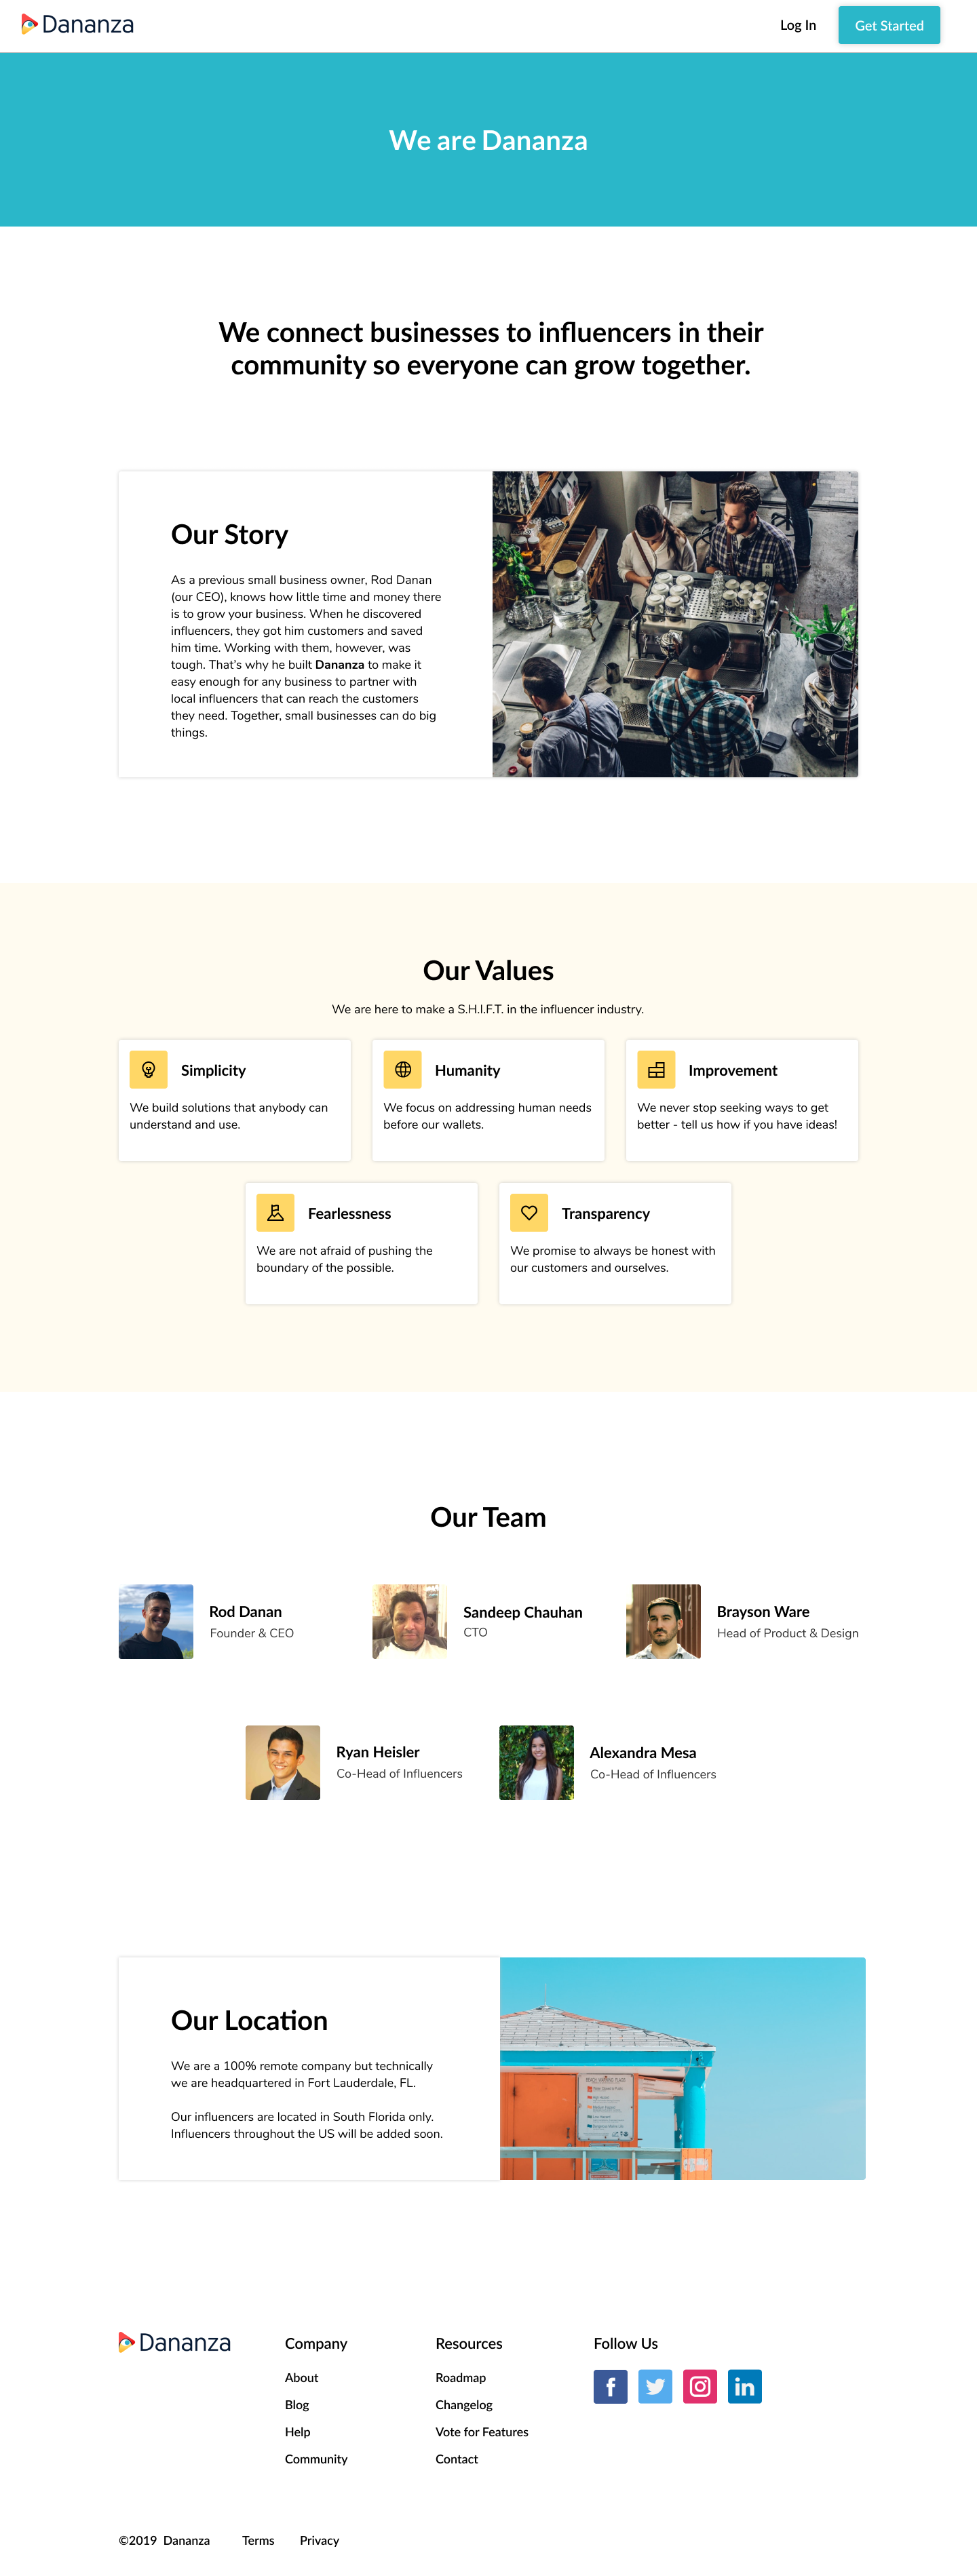 Dananza
Log In
Get Started
We are Dananza
We connect businesses to influencers in their
community so everyone can grow together.
Our Story
As a previous small business owner, Rod Danan
(our CEO), knows how little time and money there
is to grow your business. When he discovered
influencers, they got him customers and saved
him time. Working with them, however, was
tough. That's why he built Dananza to make it
easy enough for any business to partner with
local influencers that can reach the customers
they need. Together, small businesses can do big
things.
Our Values
We are here to make a S.H.I.F.T. in the influencer industry.
Simplicity
We build solutions that anybody can
understand and use.
Humanity
We focus on addressing human needs
before our wallets.
Improvement
We never stop seeking ways to get
better - tell us how if you have ideas!
Fearlessness
We are not afraid of pushing the
boundary of the possible.
Transparency
We promise to always be honest with
our customers and ourselves.
Our Team
Rod Danan
Founder & CEO
Sandeep Chauhan
CTO
Brayson Ware
Head of Product & Design
Ryan Heisler
Co-Head of Influencers
Alexandra Mesa
Co-Head of Influencers
Our Location
We are a 100% remote company but technically
we are headquartered in Fort Lauderdale, FL.
Our influencers are located in South Florida only.
Influencers throughout the US will be added soon.
Dananza
Company
About
Blog
Help
Community
Resources
Roadmap
Changelog
Vote for Features
Contact
Follow Us
©2019 Dananza
Terms
Privacy